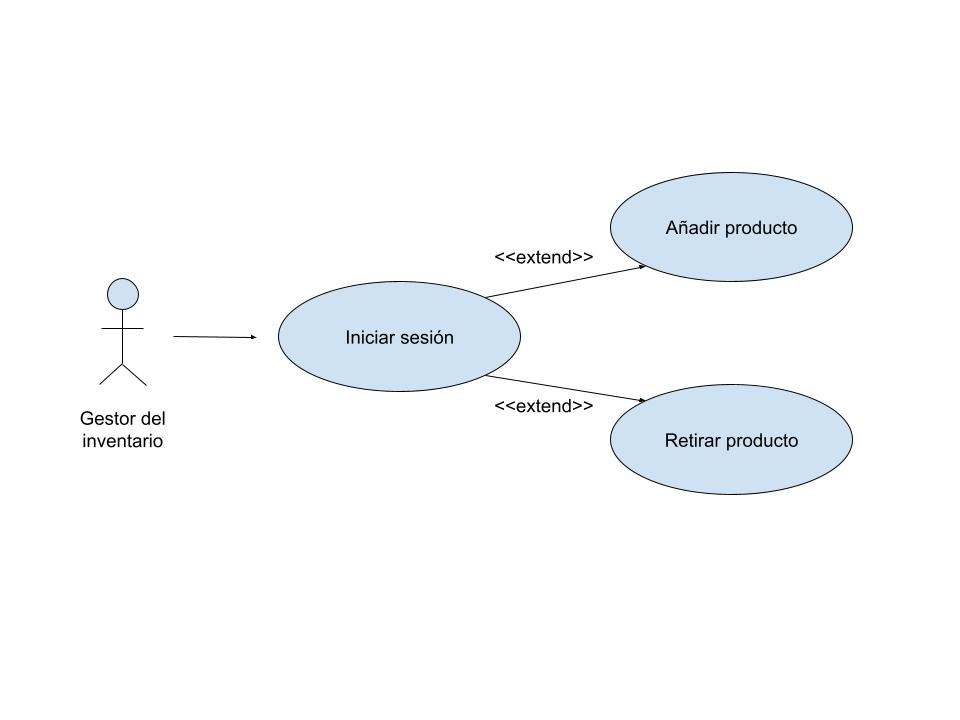 Añadir producto
<<extend>>
Iniciar sesión
<<extend>>
Gestor del
inventario
Retirar producto